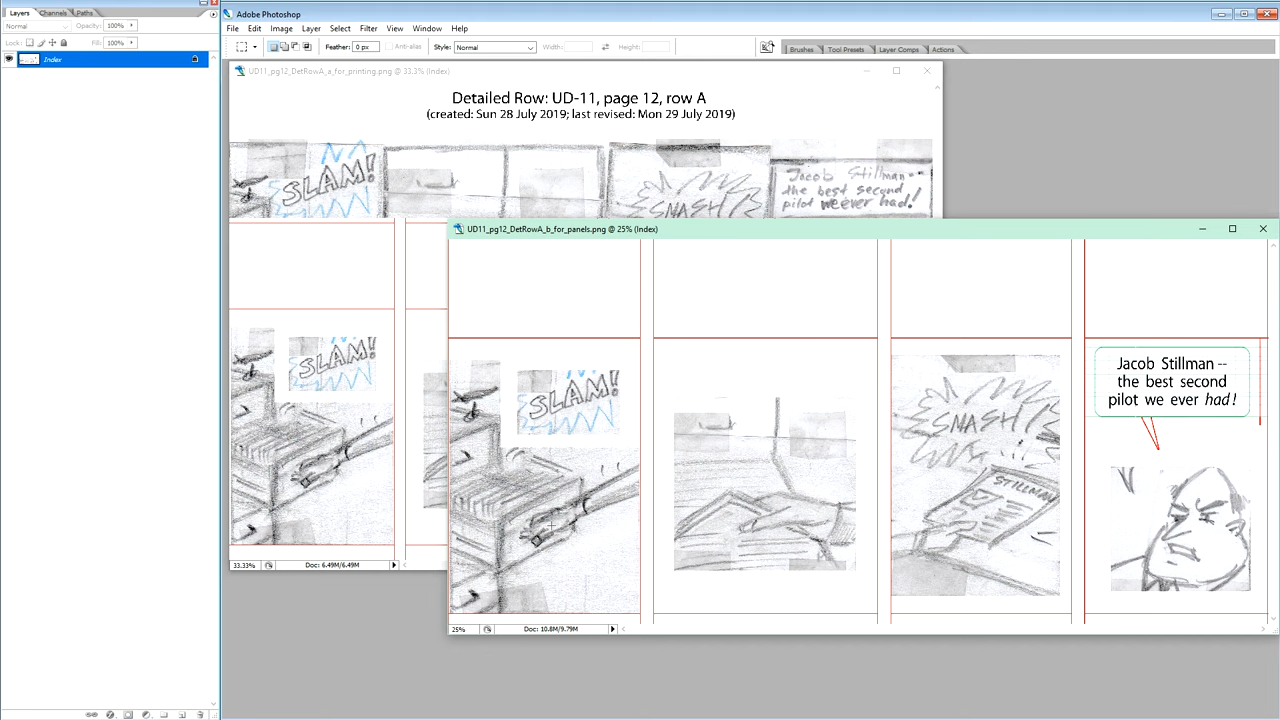 Layers
Channels
Paths
Normal
Opacity: 100%
Lock:
Fill: 100%
Index
Adobe Photoshop
File Edit Image Layer Select Filter View Window Help
Feather: 0 px
Anti-alias
Style: Normal
Width:
Height:
Brushes
Tool Presets
Layer Comps
Actions
UD11_pg12_DetRowA_a_for_printing.png @ 33.3% (Index)
Detailed Row: UD-11, page 12, row A
(created: Sun 28 July 2019; last revised: Mon 29 July 2019)
SLAM!
SMASH!
Jacob Stillman--
the best second
pilot we ever had!
SLAM!
33.33%
Doc: 6.49M/6.49M
UD11_pg12_DetRowA_b_for_panels.png @ 25% (Index)
SLAM!
SMASH!
STILLMAN
Jacob Stillman --
the best second
pilot we ever had!
25%
Doc: 10.8M/9.79M